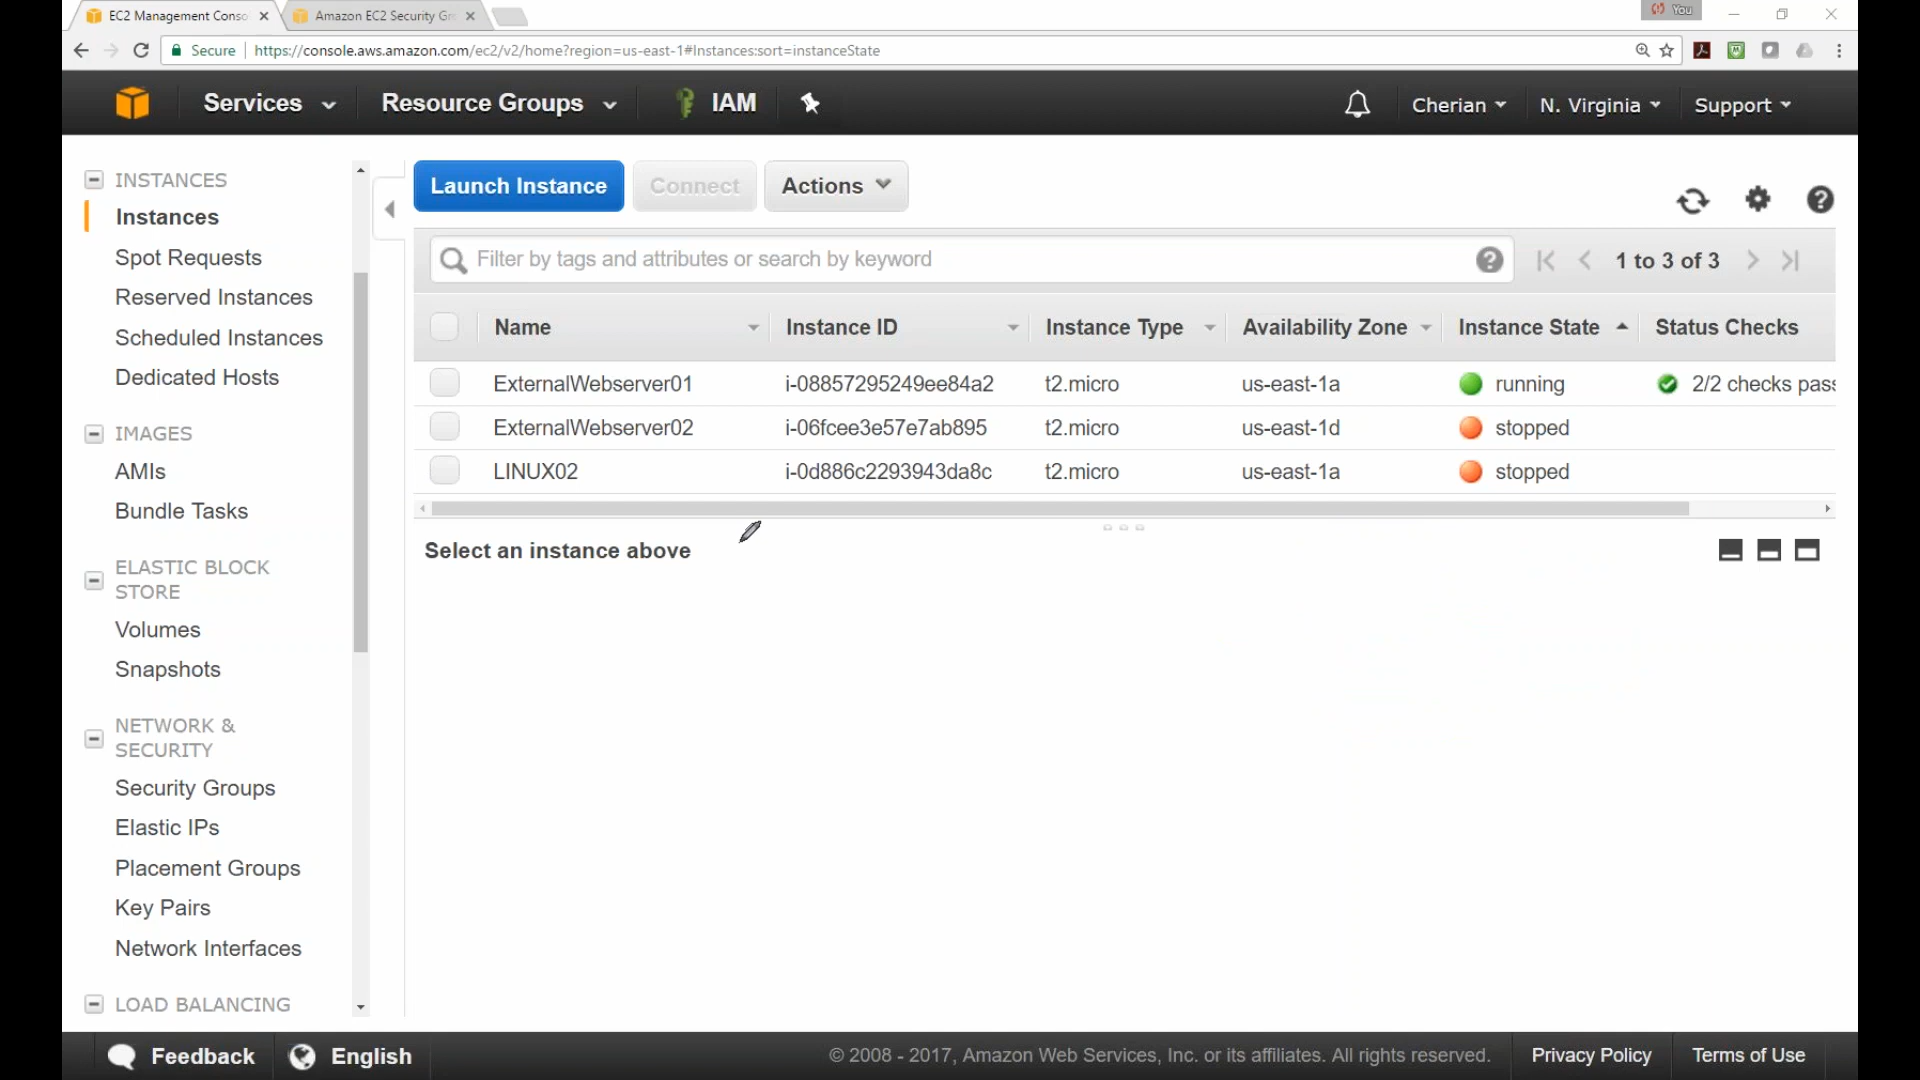 EC2 Management Conso
Amazon EC2 Security Gr
You
Secure
https://console.aws.amazon.com/ec2/v2/home?region=us-east-1#Instances:sort=instanceState
Services
Resource Groups
IAM
Cherian
N. Virginia
Support
INSTANCES
Instances
Spot Requests
Reserved Instances
Scheduled Instances
Dedicated Hosts
IMAGES
AMIs
Bundle Tasks
ELASTIC BLOCK
STORE
Volumes
Snapshots
NETWORK &
SECURITY
Security Groups
Elastic IPs
Placement Groups
Key Pairs
Network Interfaces
LOAD BALANCING
Launch Instance
Connect
Actions
Filter by tags and attributes or search by keyword
1 to 3 of 3
Name Instance ID Instance Type Availability Zone Instance State Status Checks
ExternalWebserver01 i-08857295249ee84a2 t2.micro us-east-1a running 2/2 checks pass
ExternalWebserver02 i-06fcee3e57e7ab895 t2.micro us-east-1d stopped
LINUX02 i-0d886c2293943da8c t2.micro us-east-1a stopped
Select an instance above
Feedback
English
© 2008 - 2017, Amazon Web Services, Inc. or its affiliates. All rights reserved.
Privacy Policy
Terms of Use